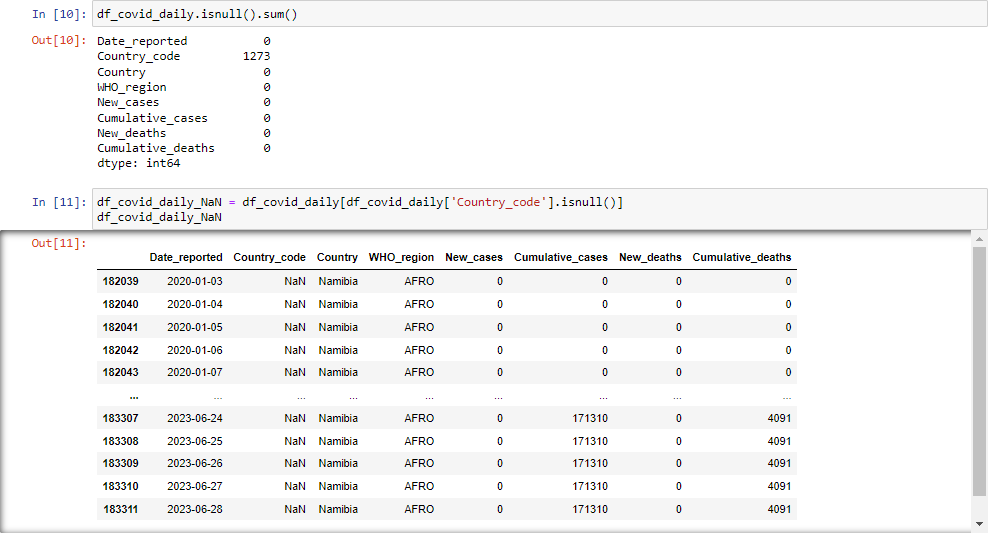 In [10]: df_covid_daily.isnull().sum()
Out[10]: Date_reported 0
Country_code 1273
Country 0
WHO_region 0
New_cases 0
Cumulative_cases 0
New_deaths 0
Cumulative_deaths 0
dtype: int64
In [11]: df_covid_daily_NaN = df_covid_daily[df_covid_daily['Country_code'].isnull()]
df_covid_daily_NaN
Out[11]:
Date_reported Country_code Country WHO_region New_cases Cumulative_cases New_deaths Cumulative_deaths
182039 2020-01-03 NaN Namibia AFRO 0 0 0 0
182040 2020-01-04 NaN Namibia AFRO 0 0 0 0
182041 2020-01-05 NaN Namibia AFRO 0 0 0 0
182042 2020-01-06 NaN Namibia AFRO 0 0 0 0
182043 2020-01-07 NaN Namibia AFRO 0 0 0 0
... ... ... ... ... ... ... ... ...
183307 2023-06-24 NaN Namibia AFRO 0 171310 0 4091
183308 2023-06-25 NaN Namibia AFRO 0 171310 0 4091
183309 2023-06-26 NaN Namibia AFRO 0 171310 0 4091
183310 2023-06-27 NaN Namibia AFRO 0 171310 0 4091
183311 2023-06-28 NaN Namibia AFRO 0 171310 0 4091